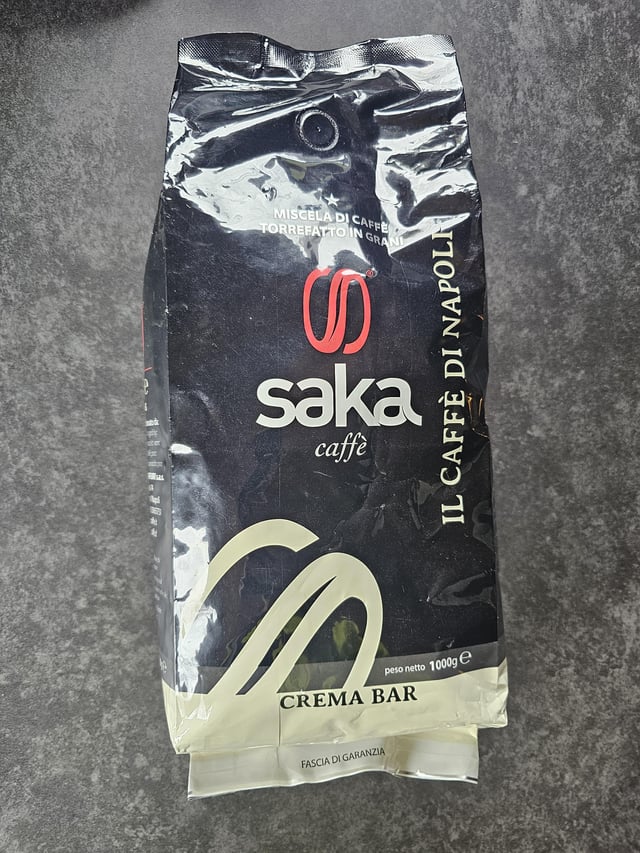 MISCELA DI CAFFÈ
TORREFATTO IN GRANI
saka
caffè
IL CAFFÈ DI NAPOLI
peso netto 1000g e
CREMA BAR
FASCIA DI GARANZIA